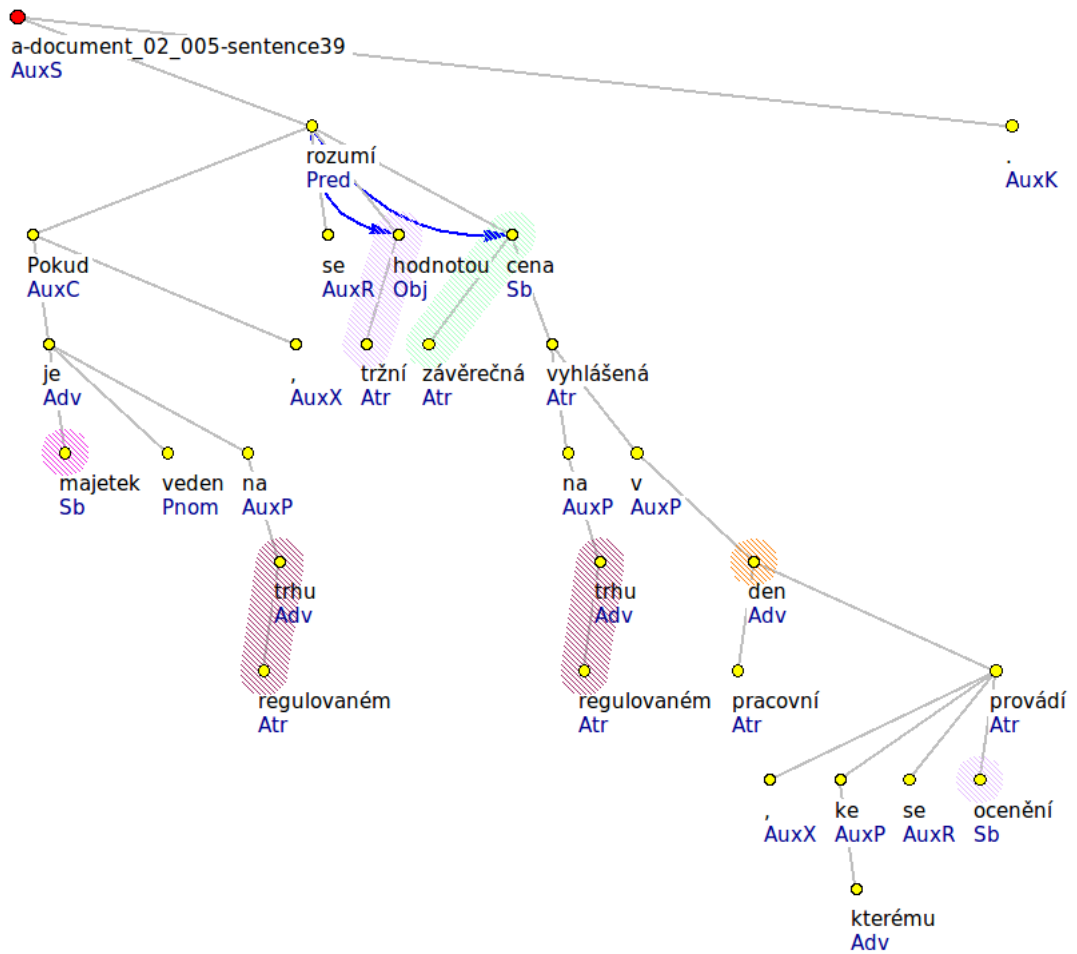 a-document_02_005-sentence39
AuxS
rozumí
Pred
.
AuxK
Pokud
AuxC
se
AuxR
hodnotou
Obj
cena
Sb
je
Adv
,
AuxX
tržní
Atr
závěrečná
Atr
vyhlášená
Atr
majetek
Sb
veden
Pnom
na
AuxP
na
AuxP
v
AuxP
trhu
Adv
trhu
Adv
den
Adv
regulovaném
Atr
regulovaném
Atr
pracovní
Atr
provádí
Atr
,
AuxX
ke
AuxP
se
AuxR
ocenění
Sb
kterému
Adv